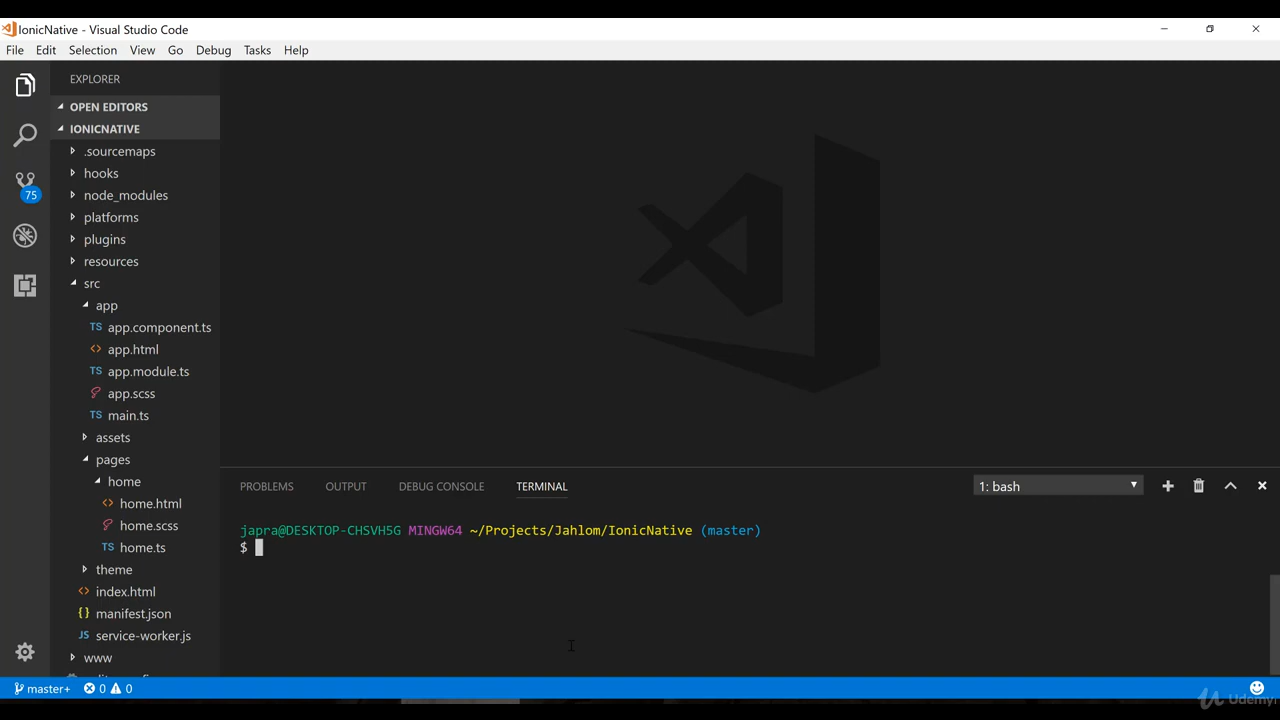 IonicNative - Visual Studio Code
File Edit Selection View Go Debug Tasks Help
EXPLORER
OPEN EDITORS
IONICNATIVE
.sourcemaps
hooks
node_modules
75
platforms
plugins
resources
src
app
TS app.component.ts
<> app.html
TS app.module.ts
app.scss
TS main.ts
assets
pages
home
<> home.html
home.scss
TS home.ts
theme
<> index.html
{ } manifest.json
JS service-worker.js
www
PROBLEMS OUTPUT DEBUG CONSOLE TERMINAL 1: bash
japra@DESKTOP-CHSVH5G MINGW64 ~/Projects/Jahlom/IonicNative (master)
$
master+ 0 0
Udemy